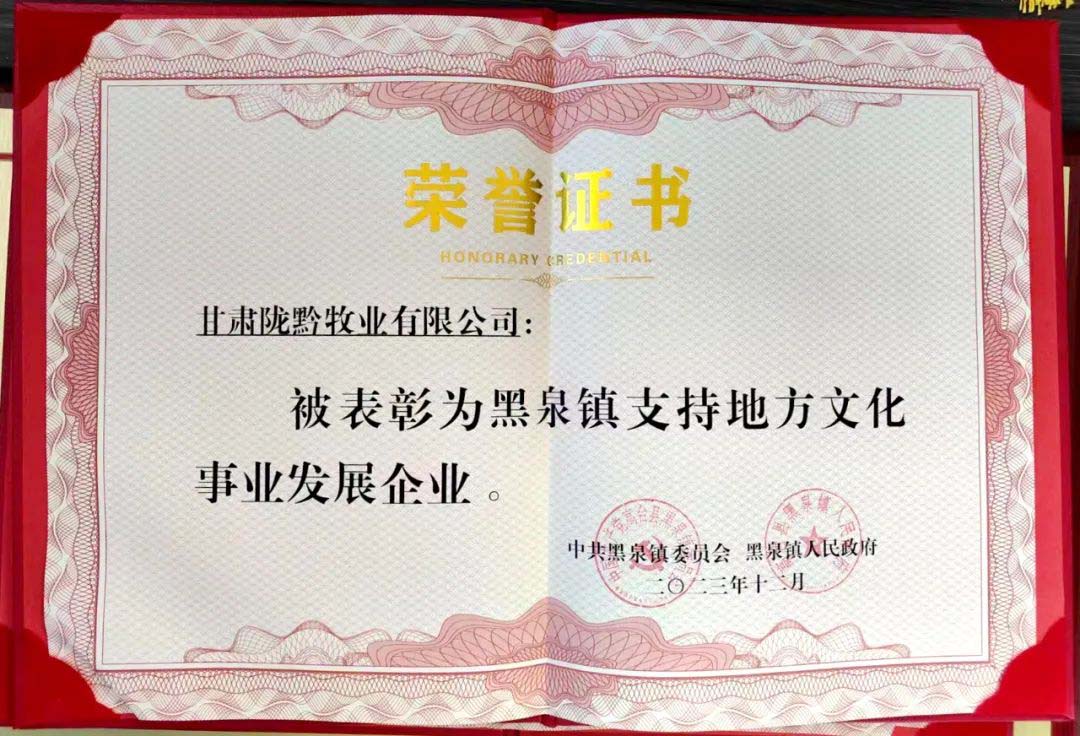 荣誉证书
HONORARY CREDENTIAL
甘肃陇黔牧业有限公司:
被表彰为黑泉镇支持地方文化
事业发展企业。
中共黑泉镇委员会 黑泉镇人民政府
二〇二三年十二月